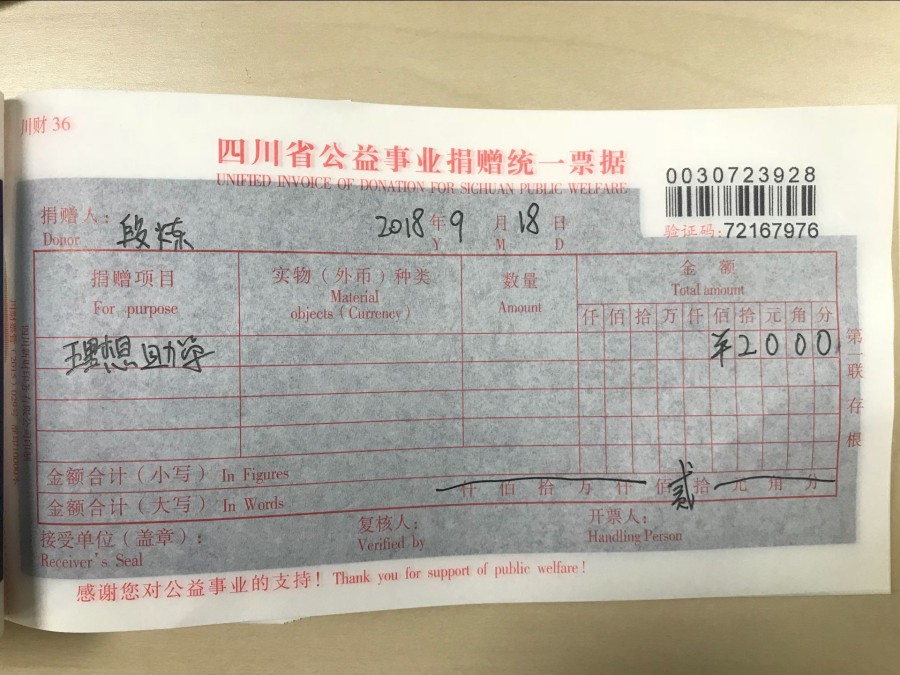 川财 36
四川省公益事业捐赠统一票据
UNIFIED INVOICE OF DONATION FOR SICHUAN PUBLIC WELFARE
0030723928
验证码:72167976
捐赠人: 段炼 2018年9月18日
Donor Y M D
捐赠项目 实物（外币）种类 数量 金额
For purpose Material objects（Currency） Amount Total amount
仟 佰 拾 万 仟 佰 拾 元 角 分
理想助学 ¥2000
金额合计（小写） In Figures
金额合计（大写） In Words 仟 佰 拾 万 仟 佰 贰 拾 元 角 分
接受单位（盖章）: 复核人: 开票人:
Receiver's Seal Verified by Handling Person
感谢您对公益事业的支持！ Thank you for support of public welfare!
第一联存根